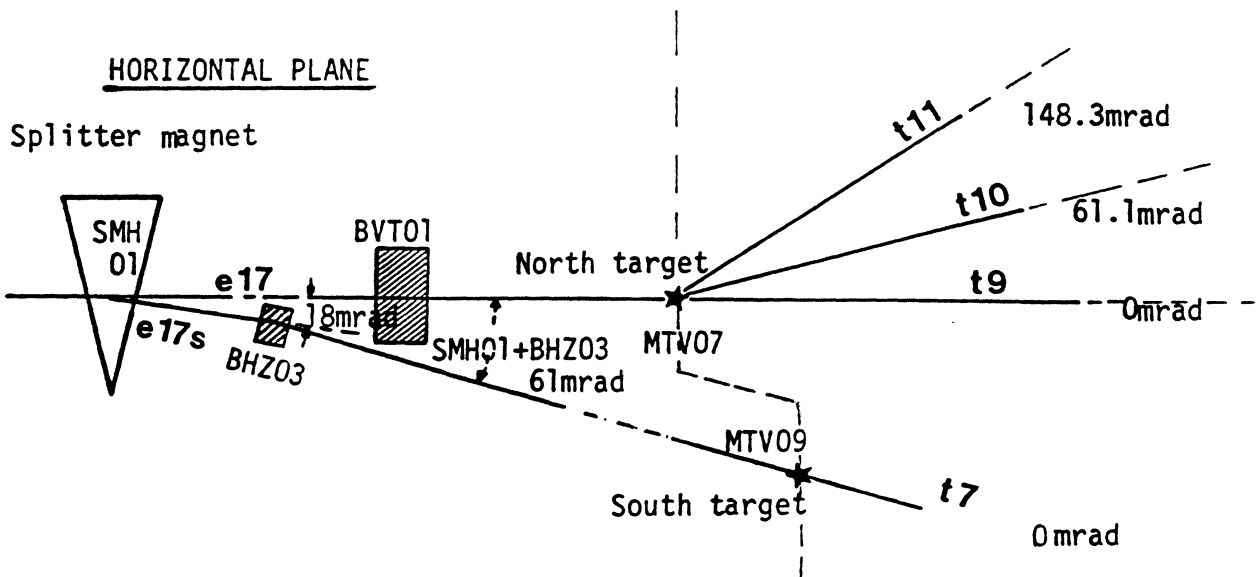 HORIZONTAL PLANE
Splitter magnet
t11
148.3mrad
t10
61.1mrad
SMH
01
BVT01
North target
e17
t9
18mrad
0mrad
e17s
MTV07
SMH01+BHZ03
BHZ03
61mrad
MTV09
t7
South target
0mrad